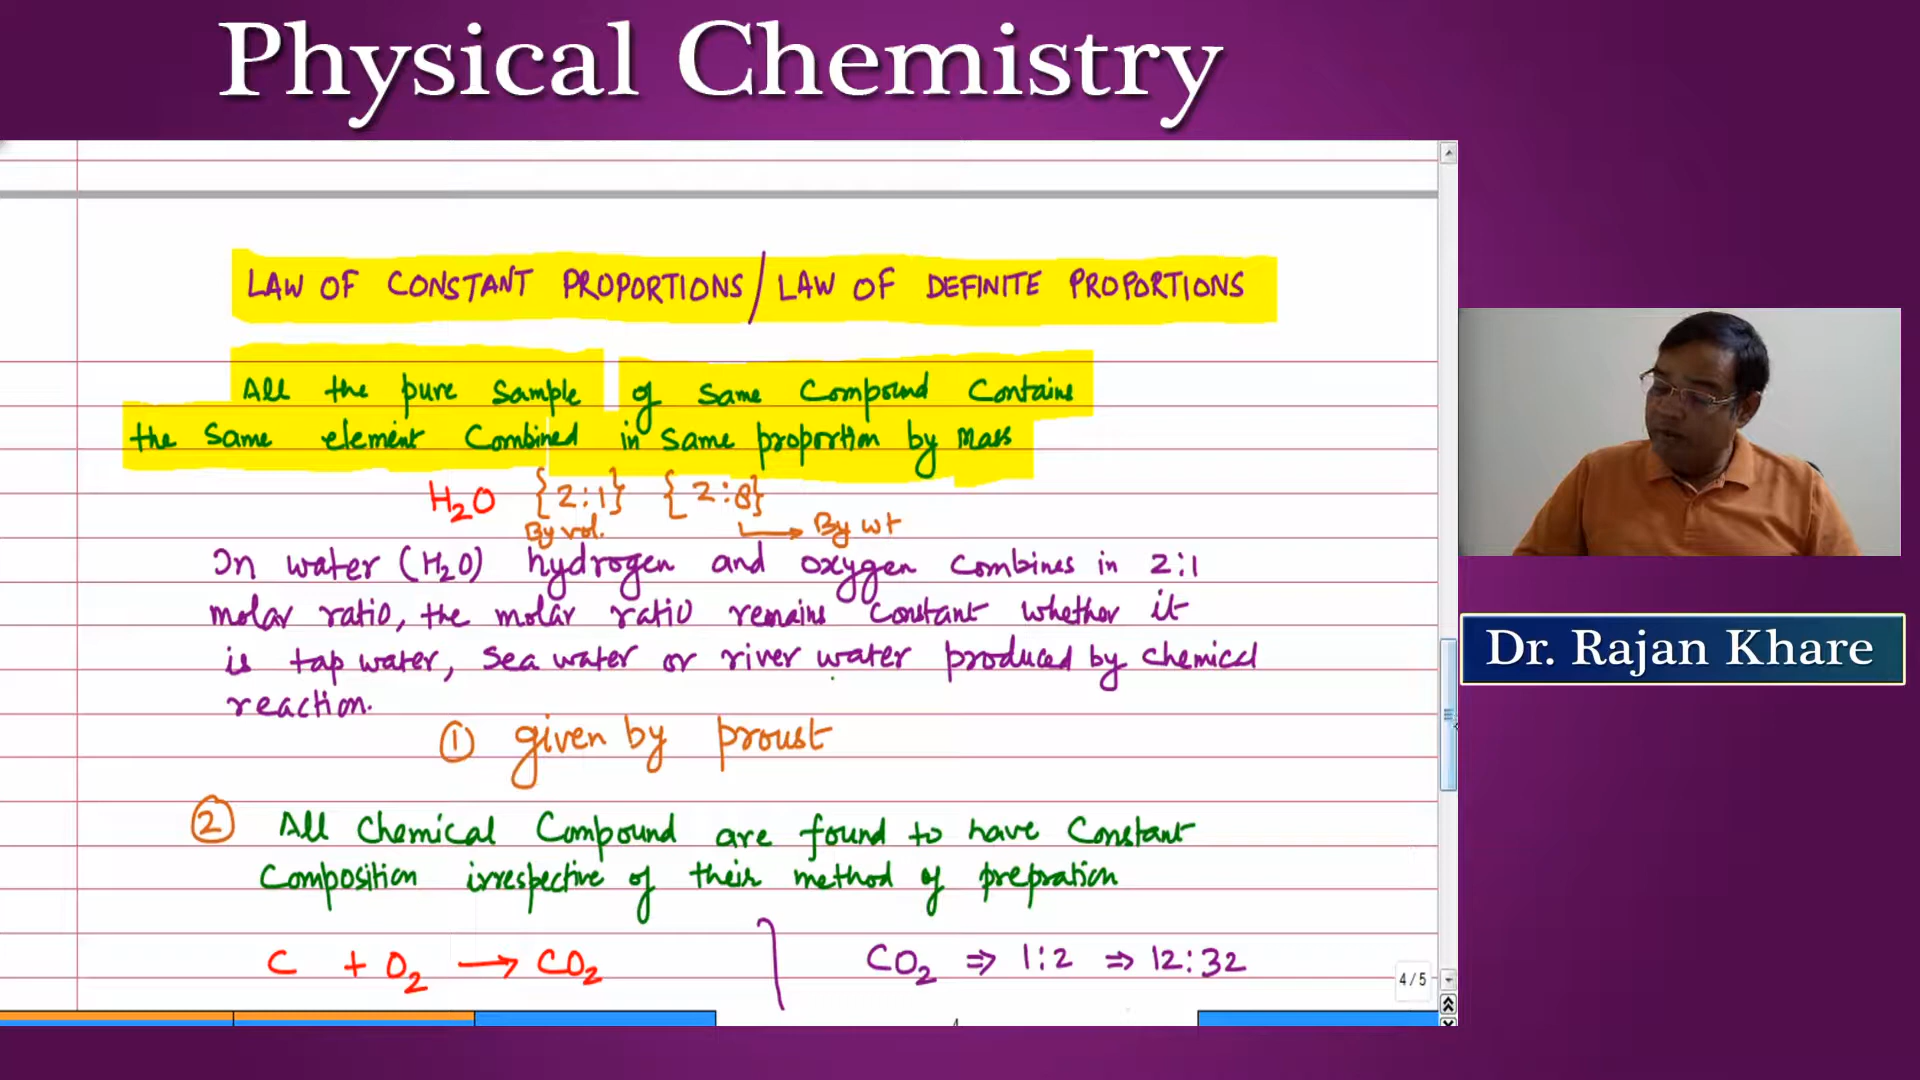 Physical Chemistry
LAW OF CONSTANT PROPORTIONS / LAW OF DEFINITE PROPORTIONS
All the pure sample of same Compound Contains
the same element Combined in same proportion by Mass
H₂O {2:1} {2:8}
By vol. By wt
In water (H₂O) hydrogen and oxygen combines in 2:1
molar ratio, the molar ratio remains constant whether it
is tap water, sea water or river water produced by chemical
reaction.
① given by proust
② All Chemical Compound are found to have Constant
Composition irrespective of their method of prepration
C + O₂ → CO₂
CO₂ ⇒ 1:2 ⇒ 12:32
4 / 5
Dr. Rajan Khare